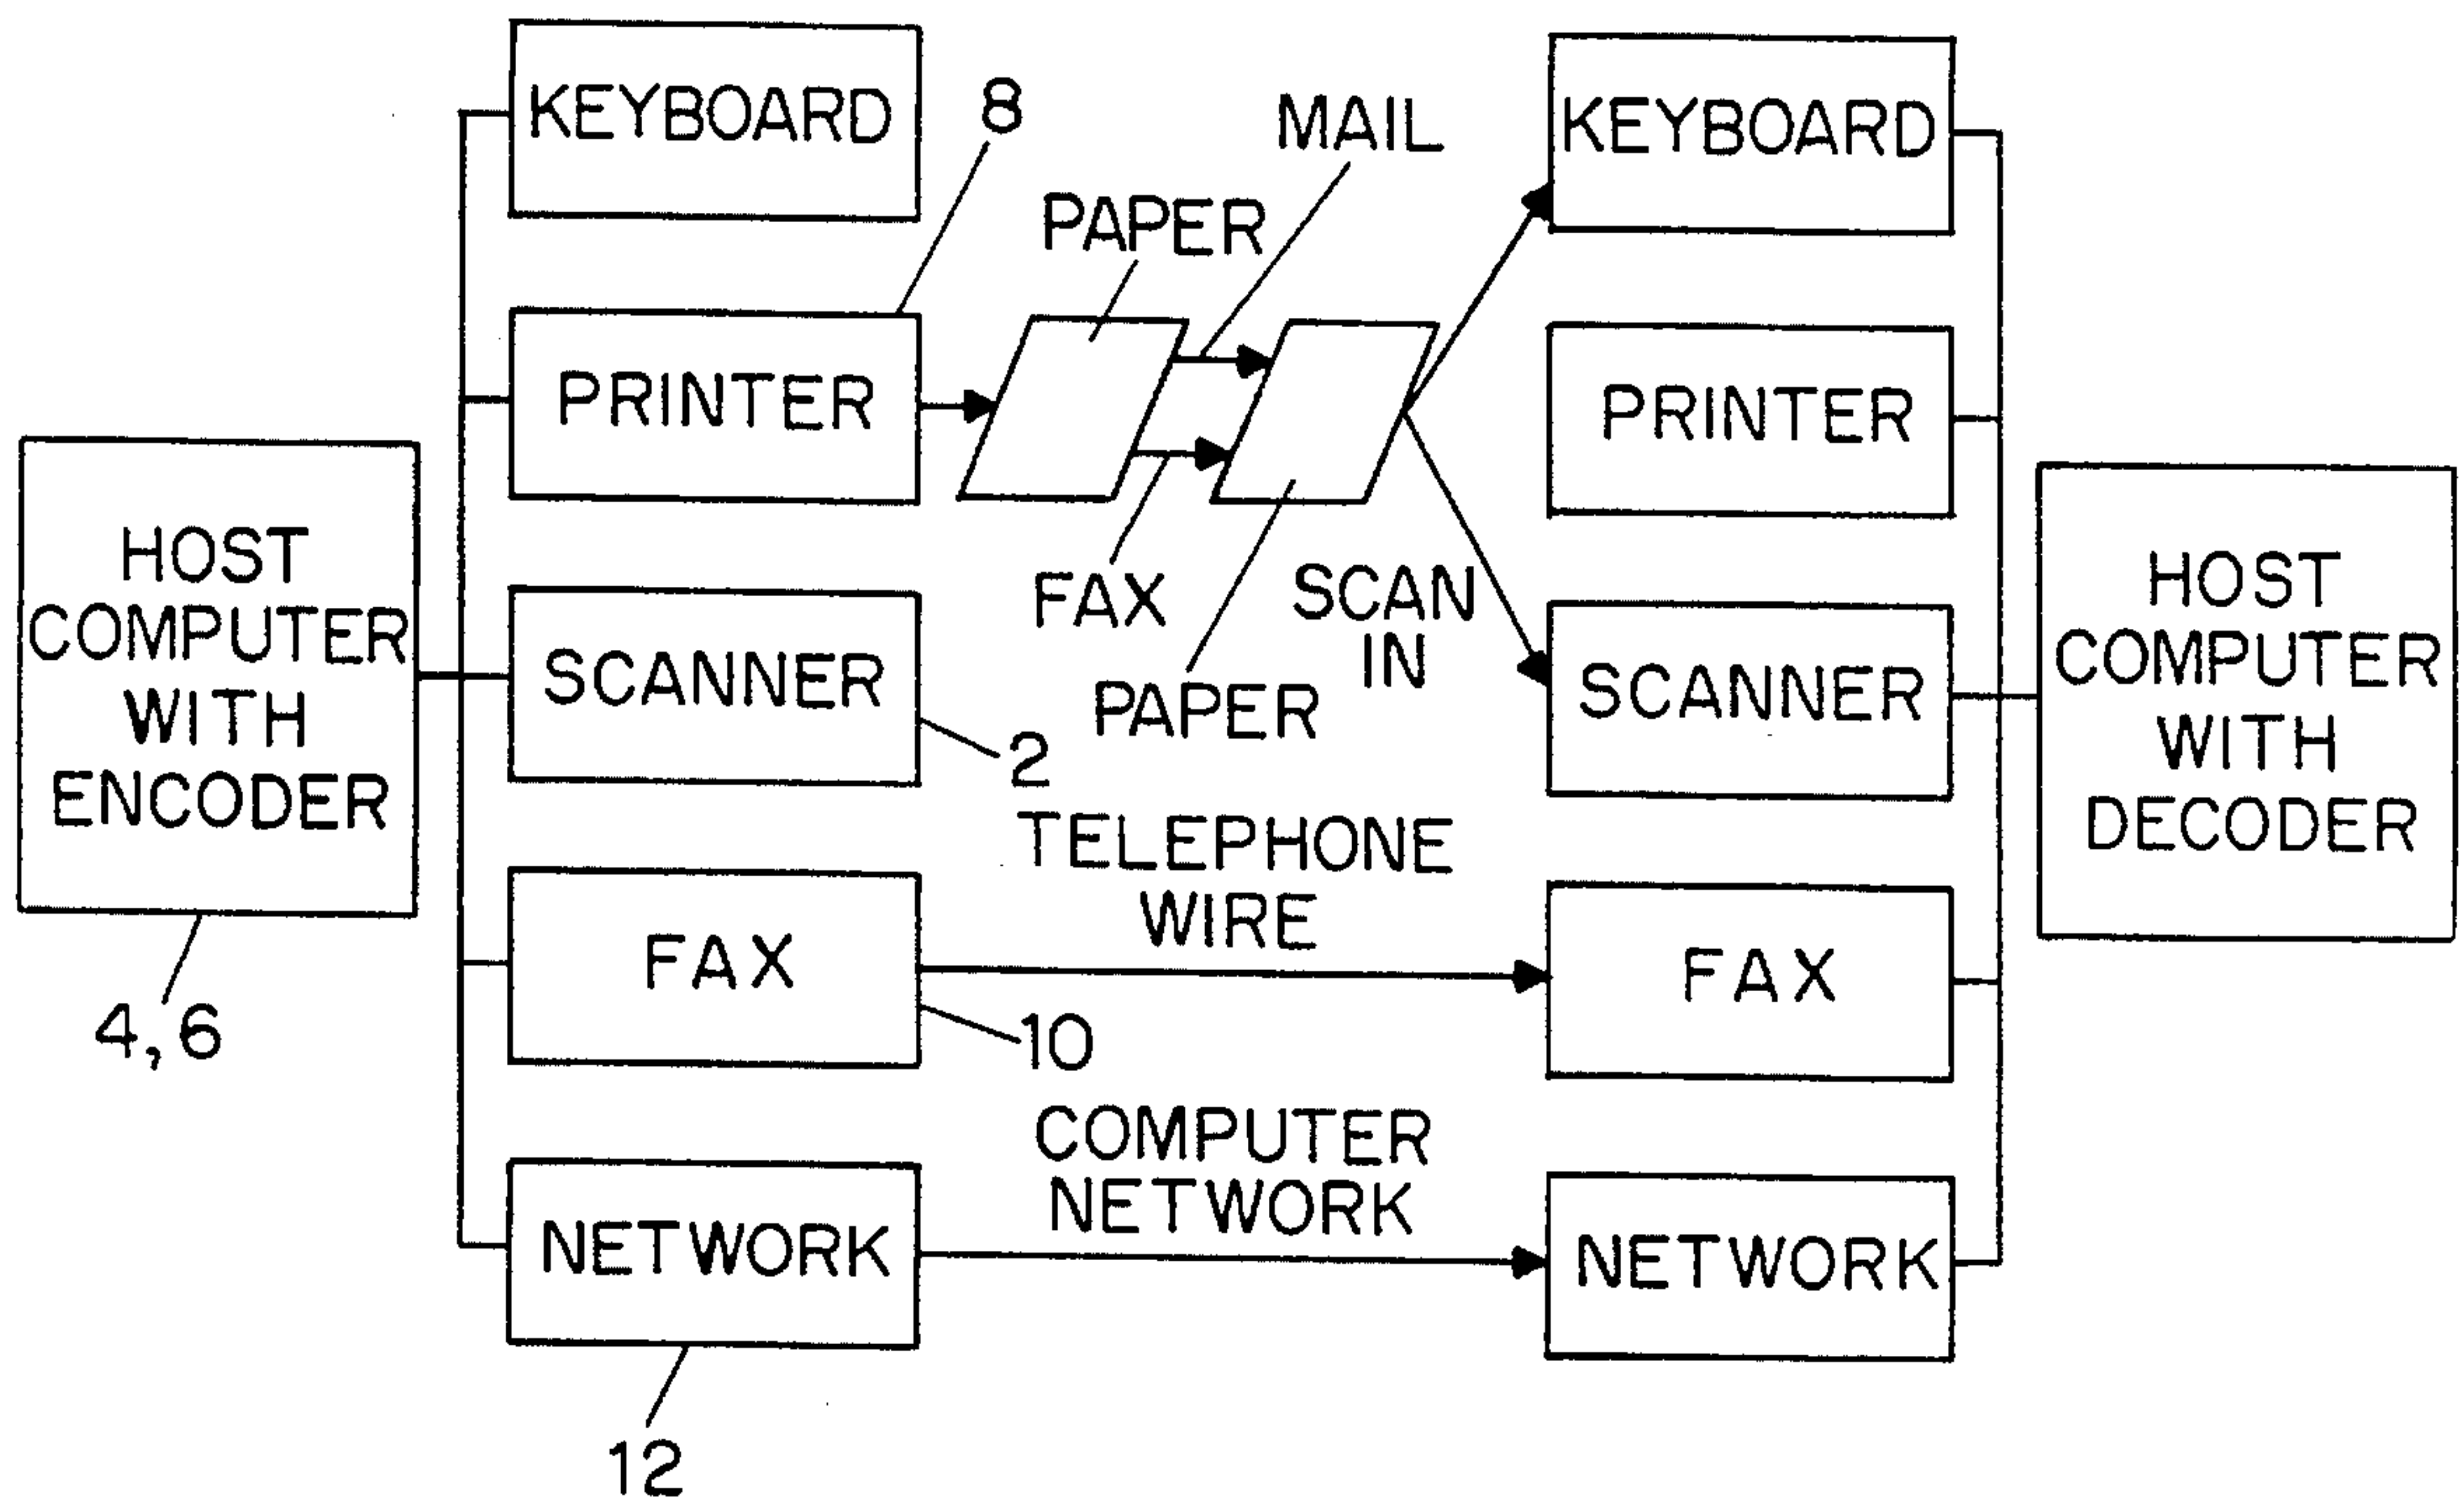 KEYBOARD
8
MAIL
KEYBOARD
PAPER
PRINTER
PRINTER
HOST
COMPUTER
WITH
ENCODER
4,6
FAX
SCAN
IN
PAPER
SCANNER
2
SCANNER
HOST
COMPUTER
WITH
DECODER
TELEPHONE
WIRE
FAX
10
FAX
COMPUTER
NETWORK
NETWORK
12
NETWORK